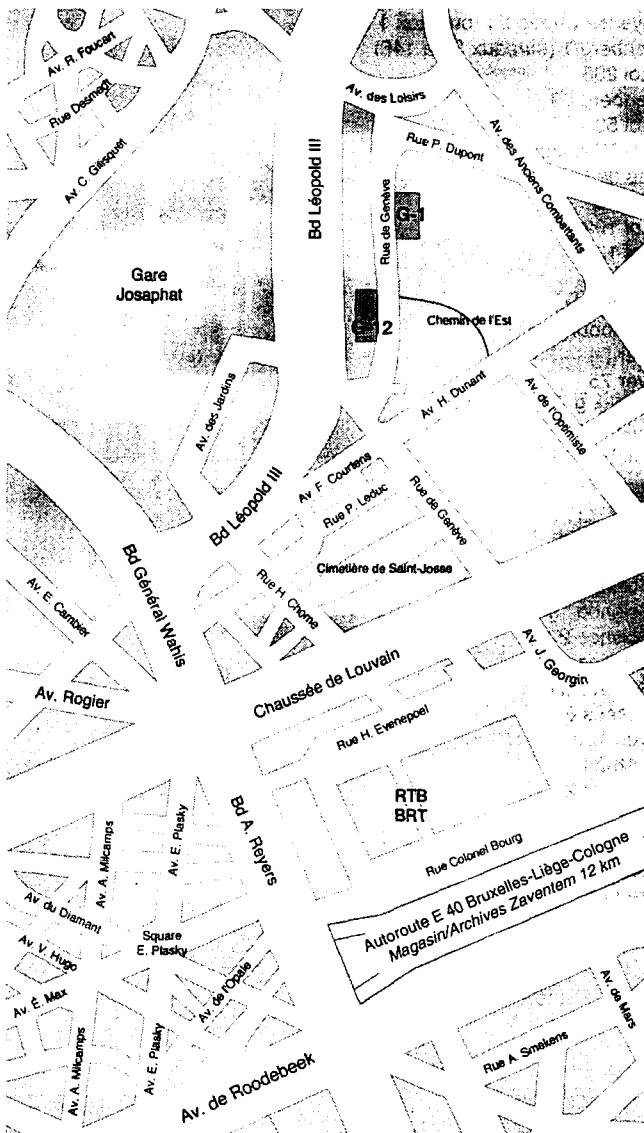 Av. R. Foucart
Rue Desmedt
Av. C. Gilisquet
Av. des Loisirs
Rue P. Dupont
Av. des Anciens Combattants
Bd Léopold III
Rue de Genève
G-1
Gare
Josaphat
2
Chemin de l'Est
Av. H. Dunant
Av. de l'Optimiste
Av. des Jardins
Bd Léopold III
Av. F. Courtens
Rue P. Leduc
Rue de Genève
Cimetière de Saint-Josse
Rue H. Chomé
Bd Général Wahis
Av. E. Cambier
Av. Rogier
Chaussée de Louvain
Av. J. Georgin
Rue H. Evenepoel
RTB
BRT
Bd A. Reyers
Rue Colonel Bourg
Autoroute E 40 Bruxelles-Liège-Cologne
Magasin/Archives Zaventem 12 km
Av. A. Milcamps
Av. E. Plasky
Av. du Diamant
Square
E. Plasky
Av. V. Hugo
Av. É. Max
Av. de l'Opale
Av. A. Milcamps
Av. E. Plasky
Av. de Roodebeek
Av. de Mars
Rue A. Smekens